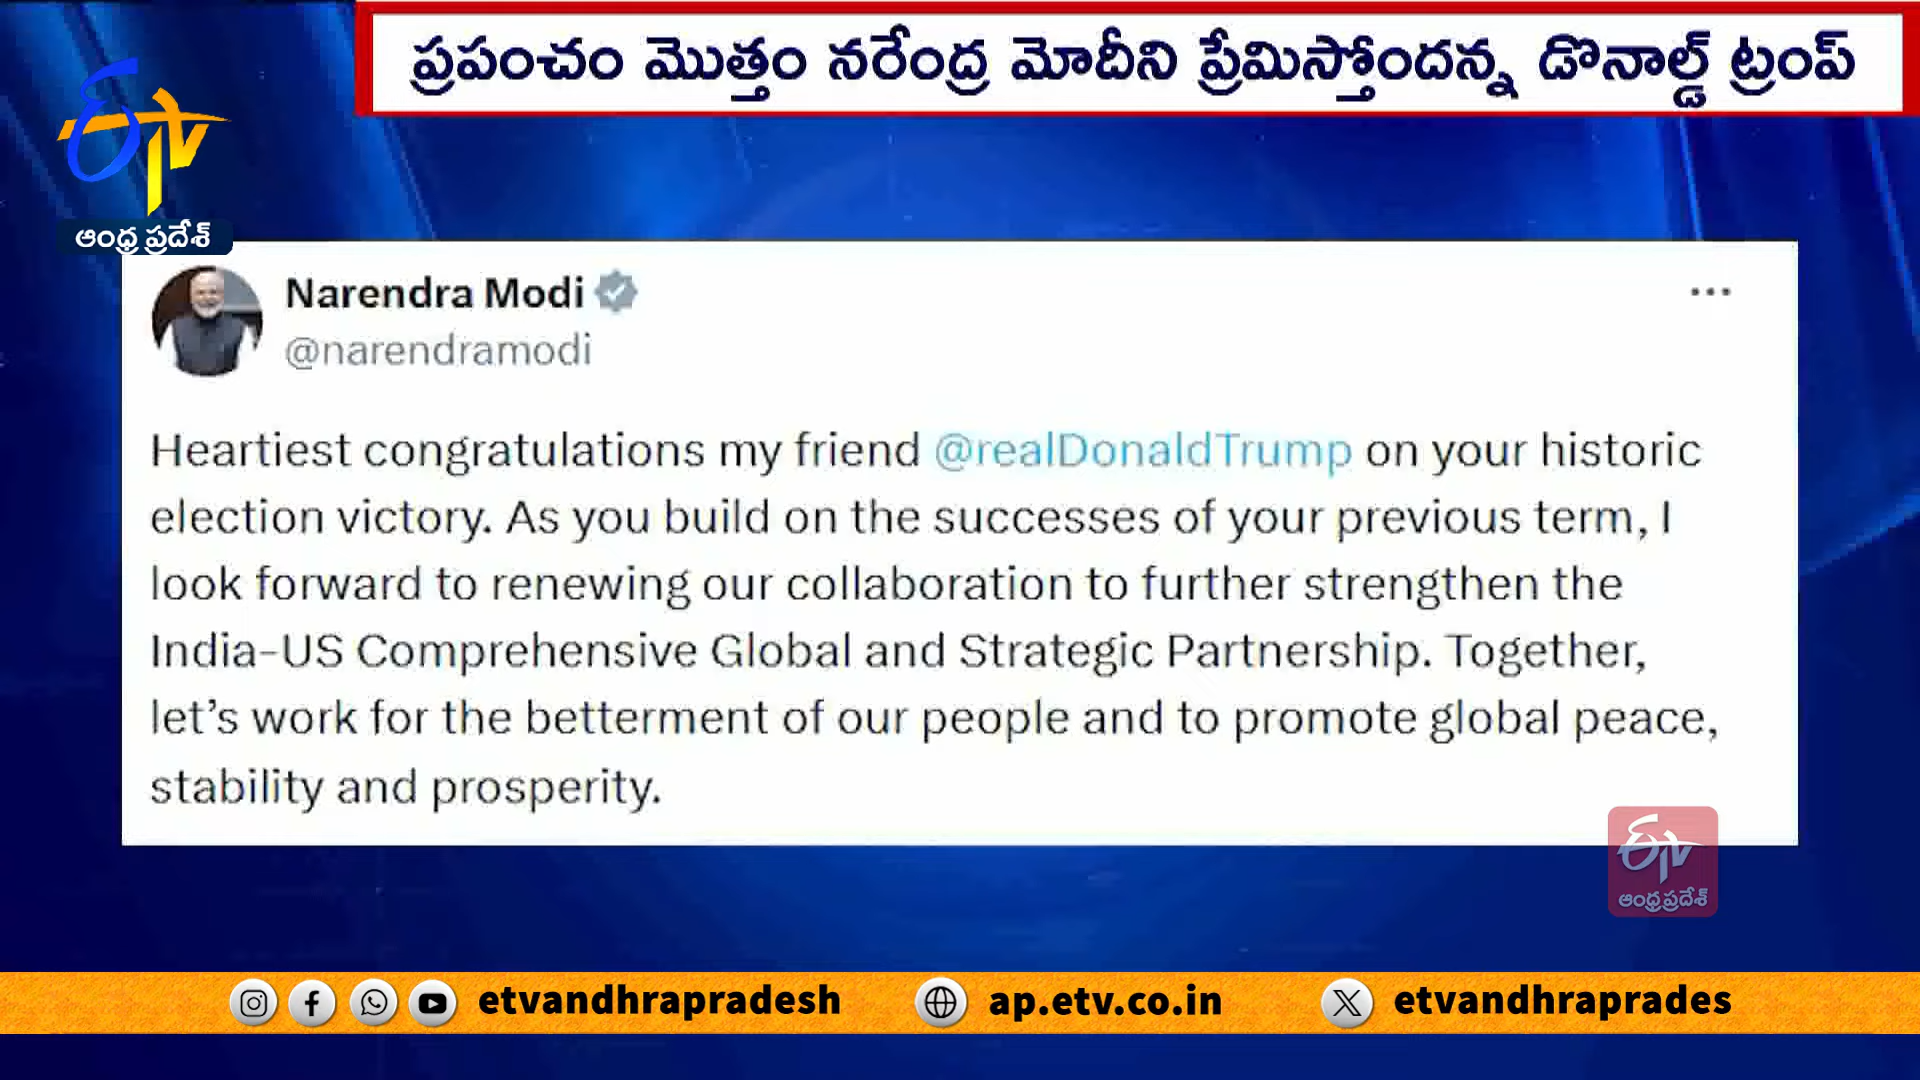 ప్రపంచం మొత్తం నరేంద్ర మోదీని ప్రేమిస్తోందన్న డొనాల్డ్ ట్రంప్
ఈTV
ఆంధ్ర ప్రదేశ్
Narendra Modi
@narendramodi
Heartiest congratulations my friend @realDonaldTrump on your historic
election victory. As you build on the successes of your previous term, I
look forward to renewing our collaboration to further strengthen the
India-US Comprehensive Global and Strategic Partnership. Together,
let’s work for the betterment of our people and to promote global peace,
stability and prosperity.
ఈTV
ఆంధ్రప్రదేశ్
etvandhrapradesh ap.etv.co.in etvandhraprades